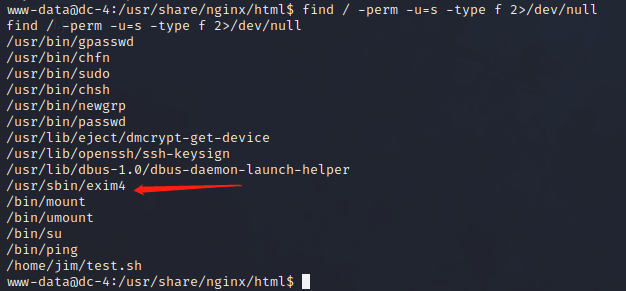 www-data@dc-4:/usr/share/nginx/html$ find / -perm -u=s -type f 2>/dev/null
find / -perm -u=s -type f 2>/dev/null
/usr/bin/gpasswd
/usr/bin/chfn
/usr/bin/sudo
/usr/bin/chsh
/usr/bin/newgrp
/usr/bin/passwd
/usr/lib/eject/dmcrypt-get-device
/usr/lib/openssh/ssh-keysign
/usr/lib/dbus-1.0/dbus-daemon-launch-helper
/usr/sbin/exim4
/bin/mount
/bin/umount
/bin/su
/bin/ping
/home/jim/test.sh
www-data@dc-4:/usr/share/nginx/html$